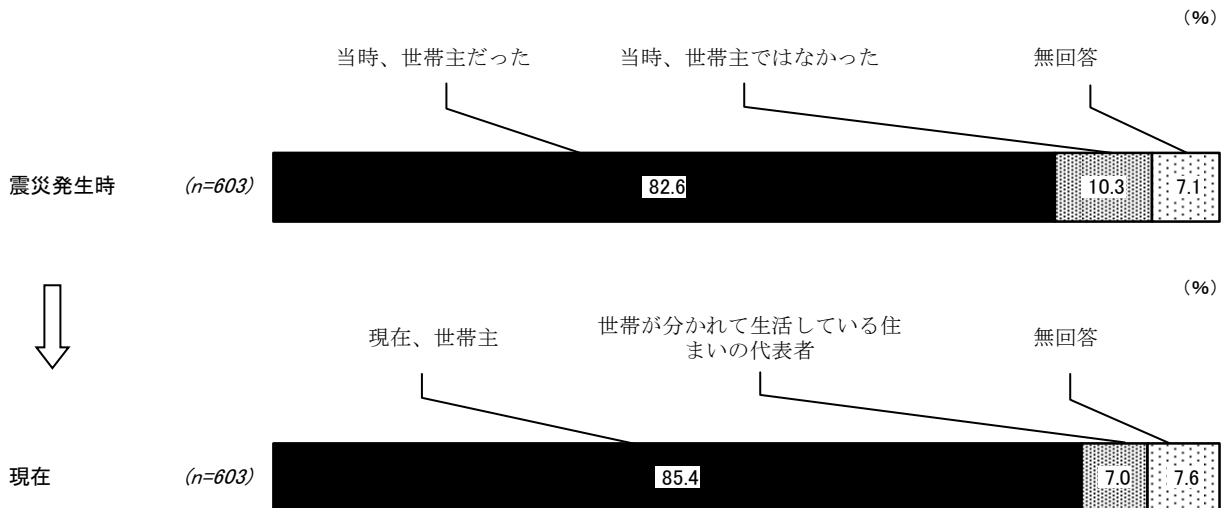 （%）
当時、世帯主だった　当時、世帯主ではなかった　無回答
震災発生時　(n=603)　82.6　10.3　7.1
（%）
現在、世帯主　世帯が分かれて生活している住
まいの代表者　無回答
現在　(n=603)　85.4　7.0　7.6